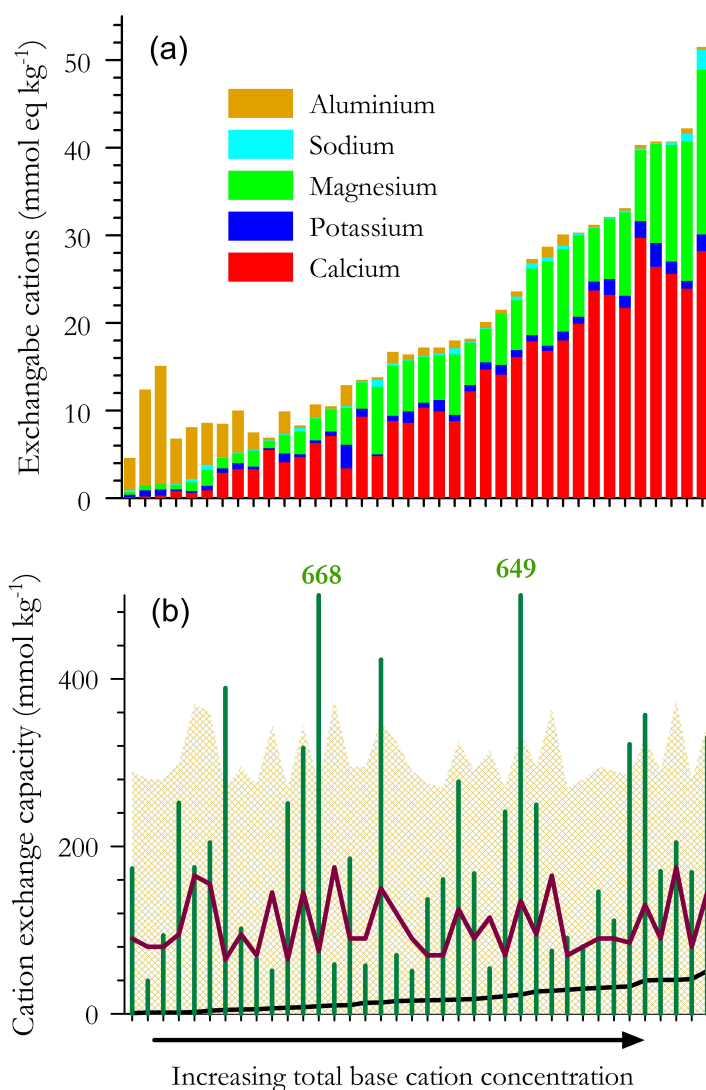 (a)
Exchangabe cations (mmol eq kg-1)
50
40
30
20
10
0
Aluminium
Sodium
Magnesium
Potassium
Calcium
668
649
(b)
Cation exchange capacity (mmol kg-1)
400
200
0
Increasing total base cation concentration